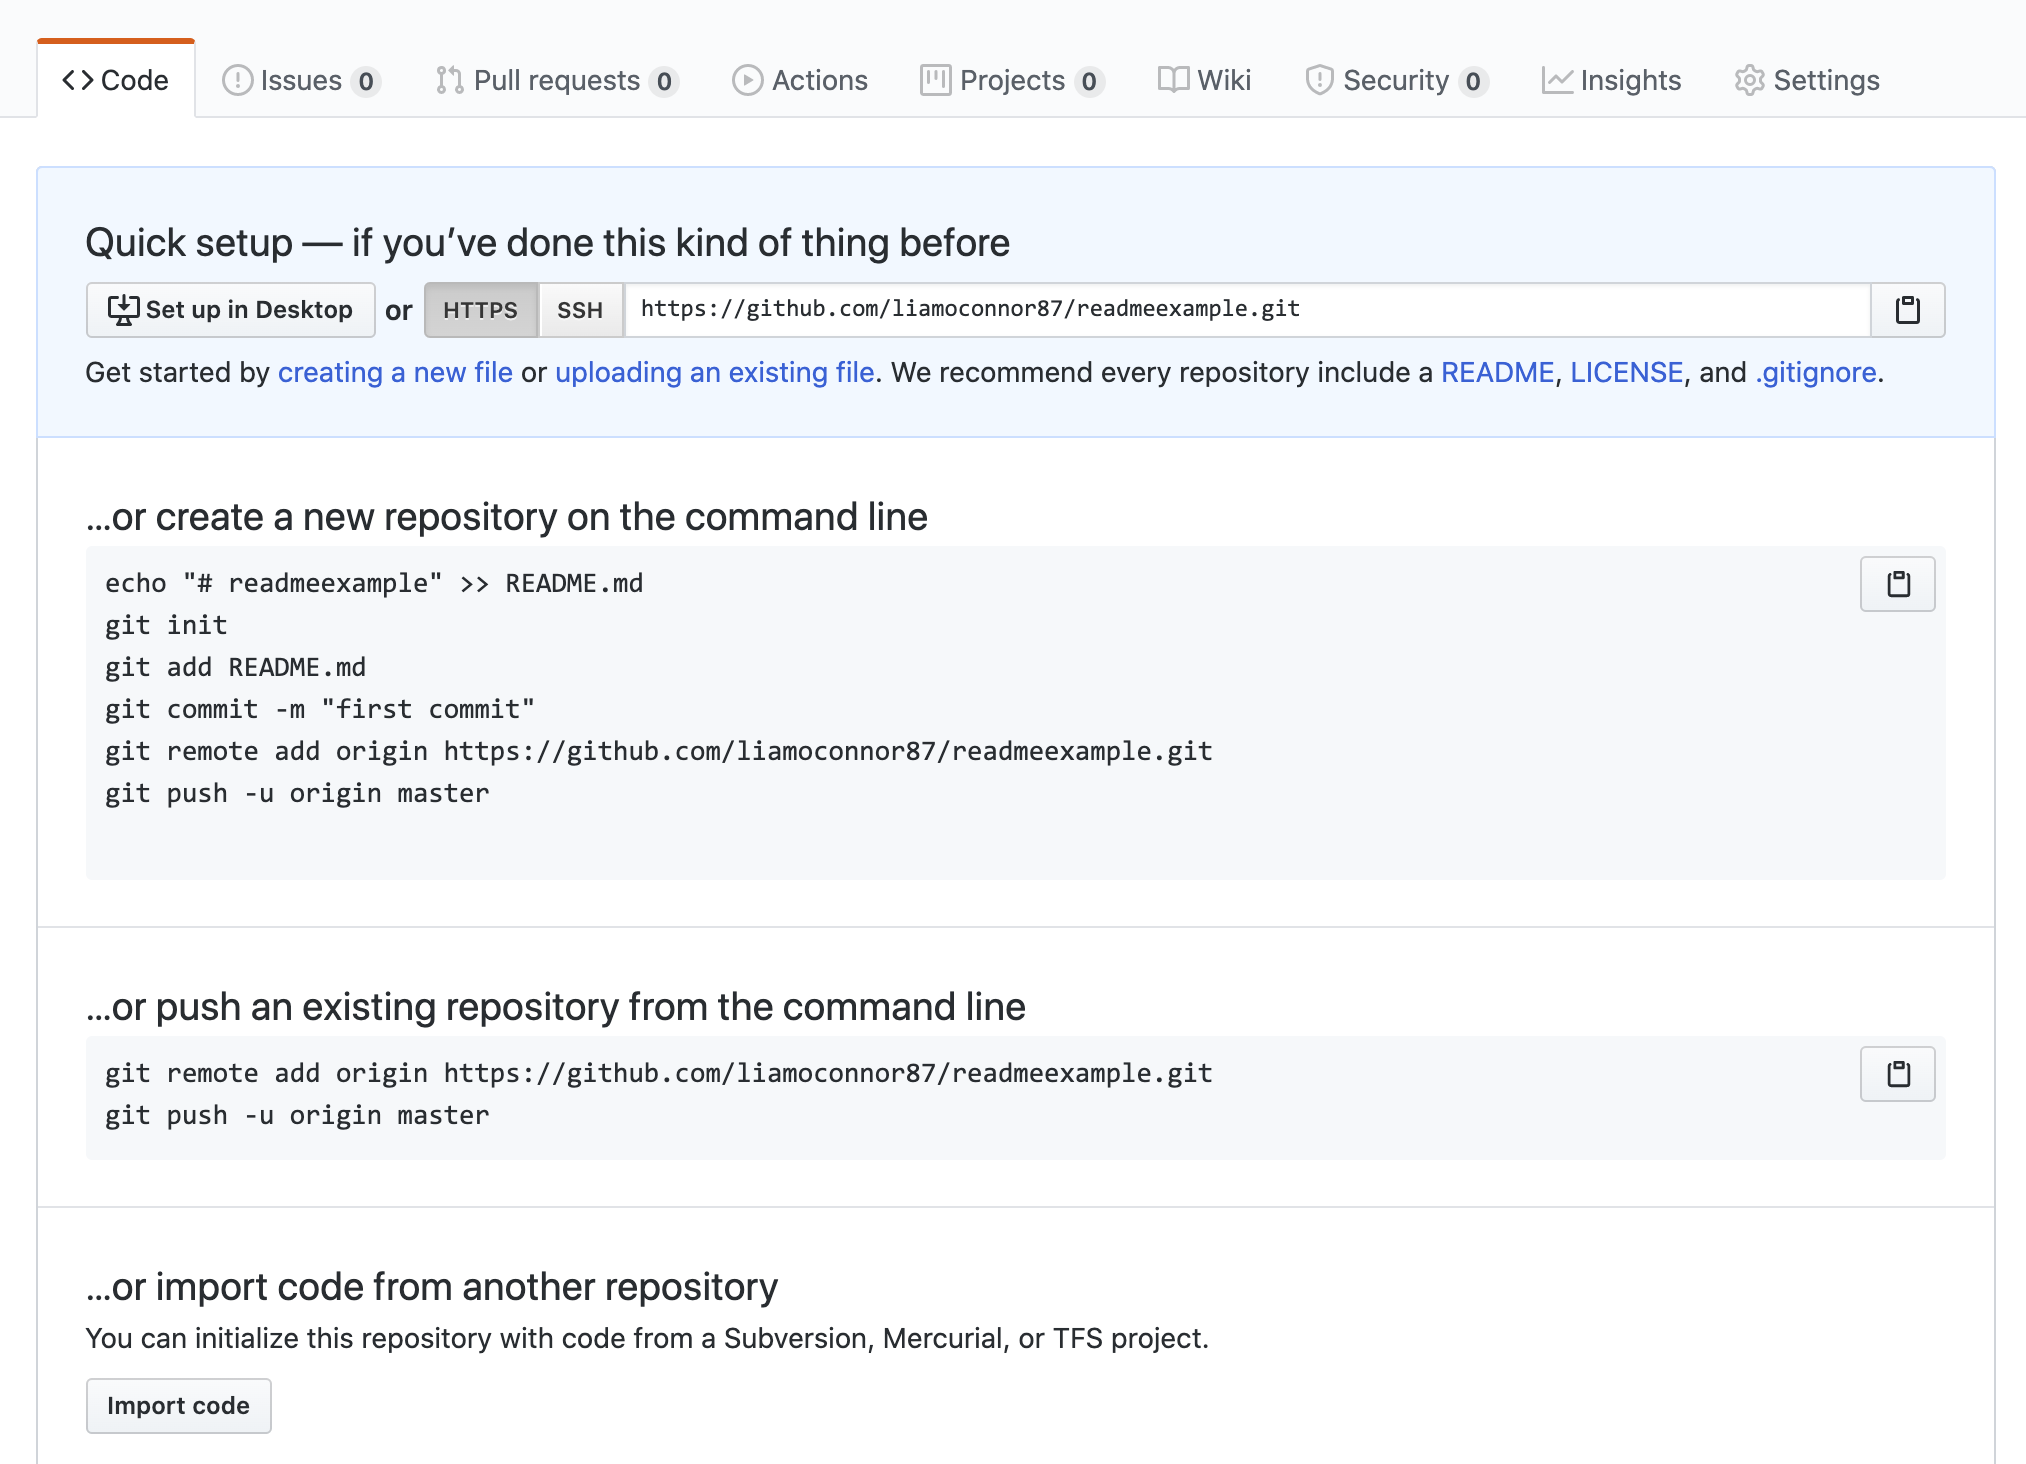 Code Issues 0 Pull requests 0 Actions Projects 0 Wiki Security 0 Insights Settings
Quick setup — if you’ve done this kind of thing before
Set up in Desktop or HTTPS SSH https://github.com/liamoconnor87/readmeexample.git
Get started by creating a new file or uploading an existing file. We recommend every repository include a README, LICENSE, and .gitignore.
…or create a new repository on the command line
echo "# readmeexample" >> README.md
git init
git add README.md
git commit -m "first commit"
git remote add origin https://github.com/liamoconnor87/readmeexample.git
git push -u origin master
…or push an existing repository from the command line
git remote add origin https://github.com/liamoconnor87/readmeexample.git
git push -u origin master
…or import code from another repository
You can initialize this repository with code from a Subversion, Mercurial, or TFS project.
Import code